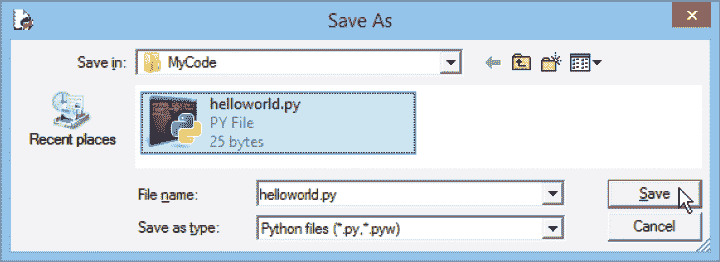 Save As
Save in:
MyCode
Recent places
helloworld.py
PY File
25 bytes
File name:
helloworld.py
Save
Save as type:
Python files (*.py,*.pyw)
Cancel